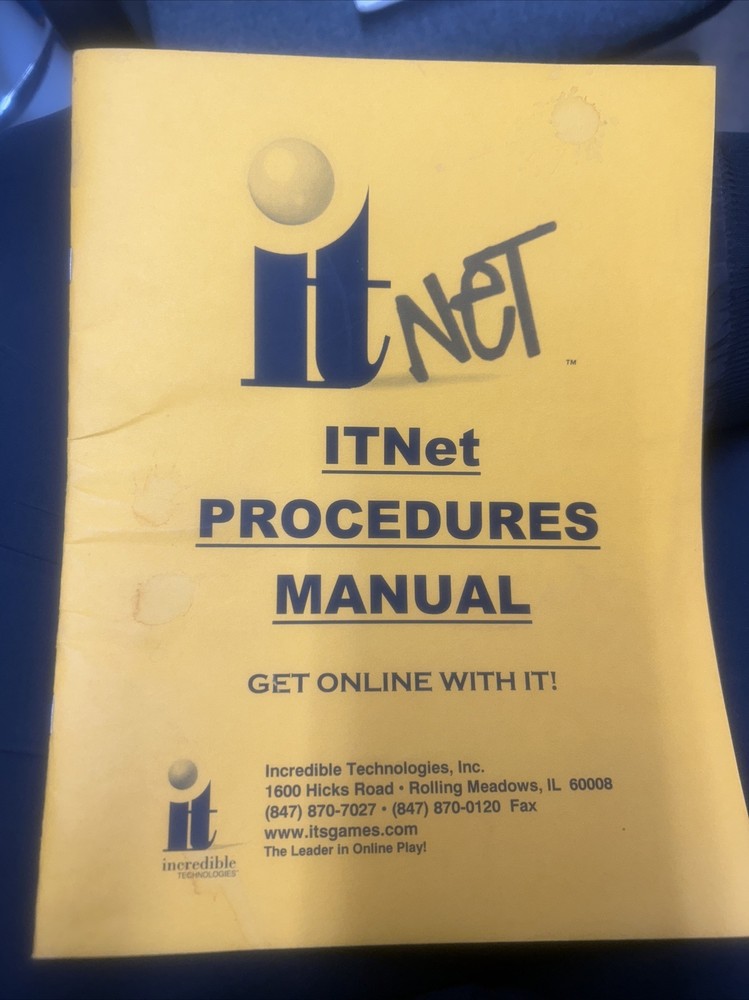 it NeT ™
ITNet
PROCEDURES
MANUAL
GET ONLINE WITH IT!
it
incredible
TECHNOLOGIES
Incredible Technologies, Inc.
1600 Hicks Road • Rolling Meadows, IL 60008
(847) 870-7027 • (847) 870-0120 Fax
www.itsgames.com
The Leader in Online Play!